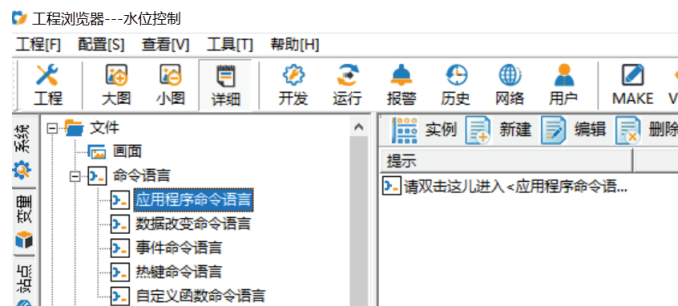 工程浏览器---水位控制
工程[F] 配置[S] 查看[V] 工具[T] 帮助[H]
工程 大图 小图 详细 开发 运行 报警 历史 网络 用户 MAKE
系统
变量
站点
文件
画面
命令语言
应用程序命令语言
数据改变命令语言
事件命令语言
热键命令语言
自定义函数命令语言
实例 新建 编辑 删除
提示
请双击这儿进入<应用程序命令语...